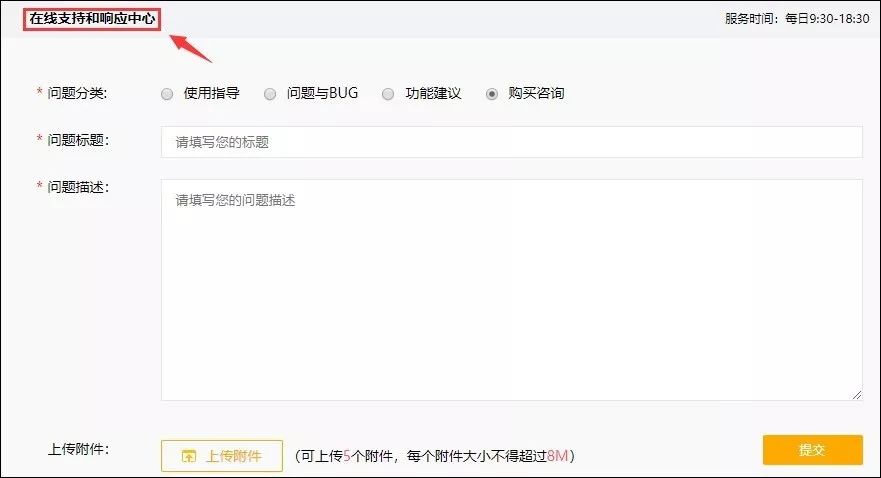 在线支持和响应中心 服务时间：每日9:30-18:30
* 问题分类: 使用指导 问题与BUG 功能建议 购买咨询
* 问题标题: 请填写您的标题
* 问题描述: 请填写您的问题描述
上传附件: 上传附件 (可上传5个附件，每个附件大小不得超过8M) 提交